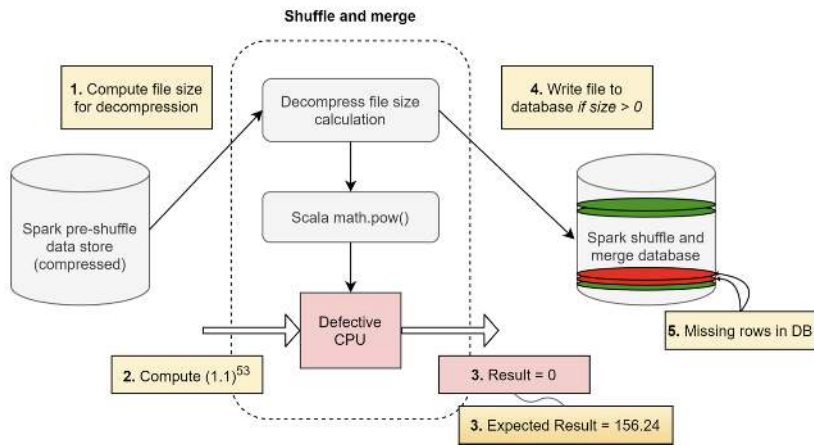 Shuffle and merge
1. Compute file size
for decompression
Decompress file size
calculation
4. Write file to
database if size > 0
Spark pre-shuffle
data store
(compressed)
Scala math.pow()
Spark shuffle and
merge database
Defective
CPU
5. Missing rows in DB
2. Compute (1.1)⁵³
3. Result = 0
3. Expected Result = 156.24